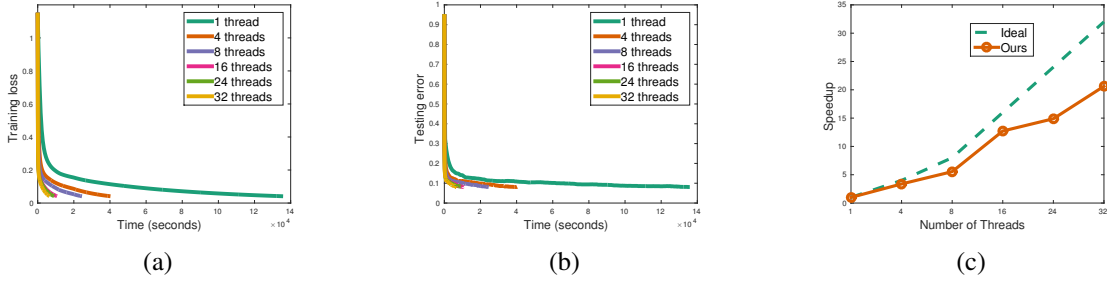 1
0.8
0.6
0.4
0.2
0
Training loss
1 thread
4 threads
8 threads
16 threads
24 threads
32 threads
0 2 4 6 8 10 12 14
Time (seconds)
×10⁴
(a)
1
0.9
0.8
0.7
0.6
0.5
0.4
0.3
0.2
0.1
0
Testing error
1 thread
4 threads
8 threads
16 threads
24 threads
32 threads
0 2 4 6 8 10 12 14
Time (seconds)
×10⁴
(b)
35
30
25
20
15
10
5
0
Speedup
Ideal
Ours
1 4 8 16 24 32
Number of Threads
(c)